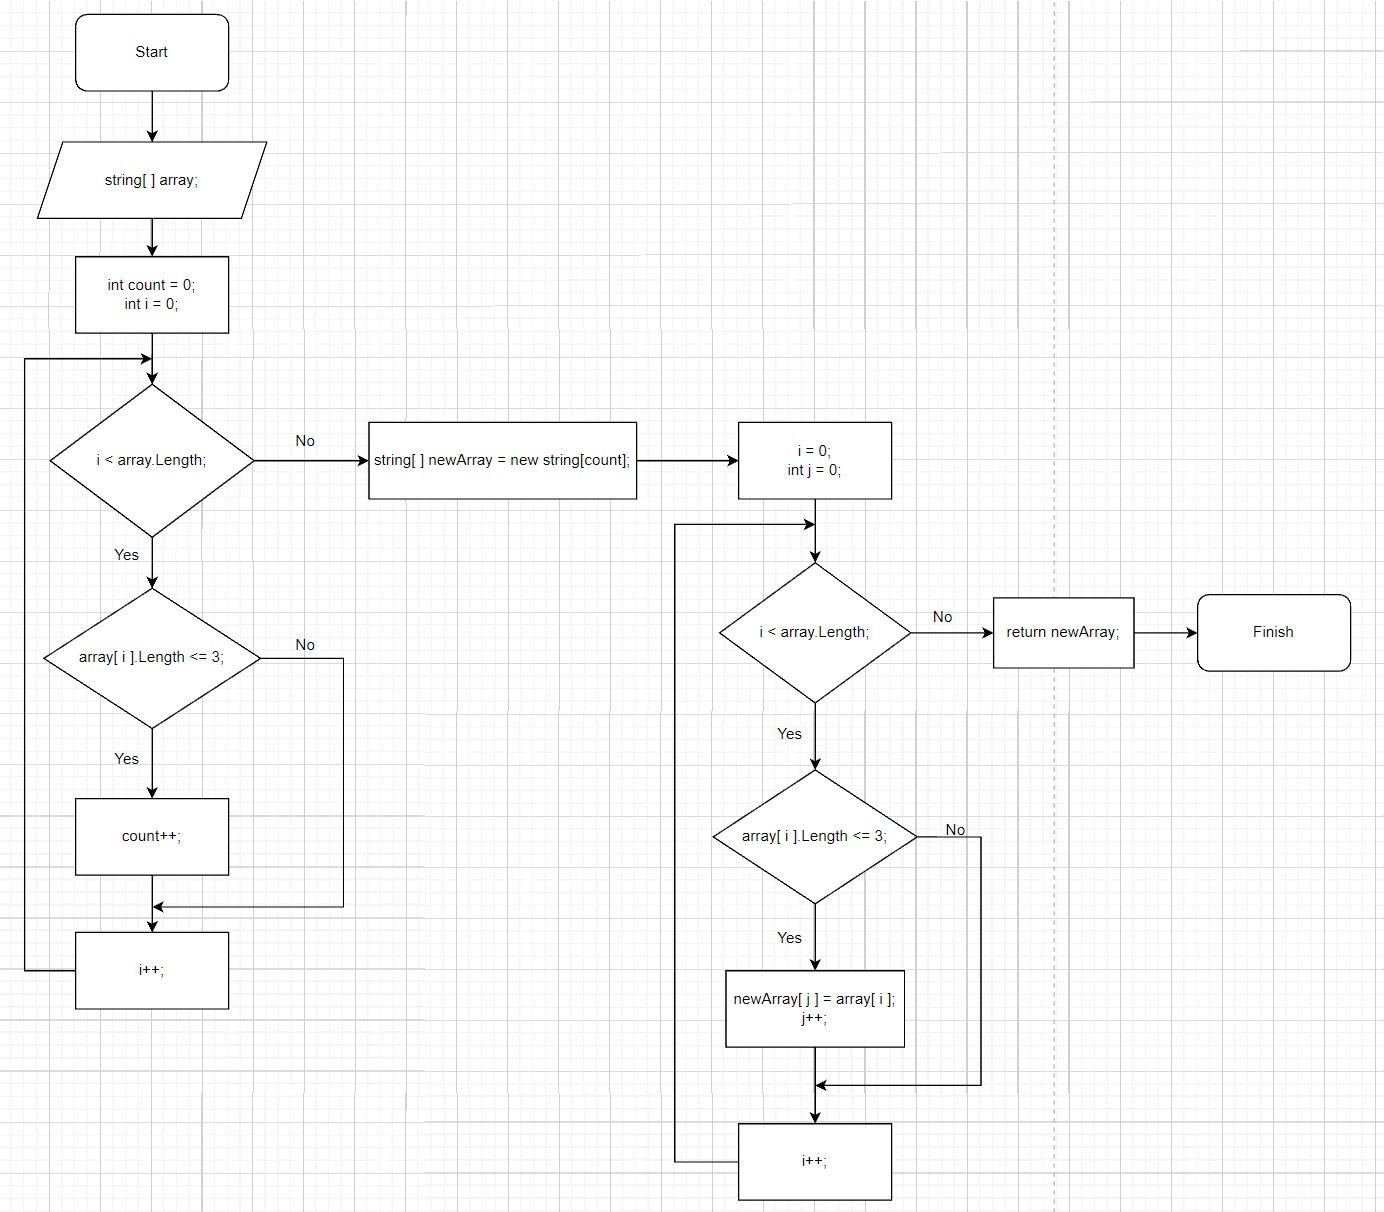 Start
string[ ] array;
int count = 0;
int i = 0;
i < array.Length;
No
Yes
array[ i ].Length <= 3;
No
Yes
count++;
i++;
string[ ] newArray = new string[count];
i = 0;
int j = 0;
i < array.Length;
No
return newArray;
Finish
Yes
array[ i ].Length <= 3;
No
Yes
newArray[ j ] = array[ i ];
j++;
i++;